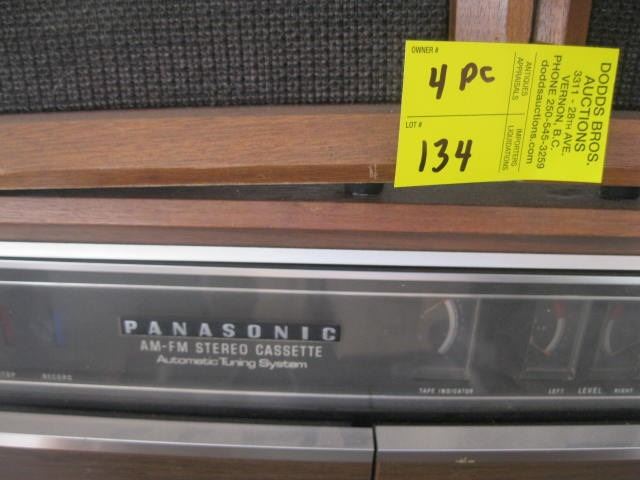 OWNER #
4 PC
LOT #
134
ANTIQUES
APPRAISALS
IMPORTERS
LIQUIDATIONS
DODDS BROS.
AUCTIONS
3311 - 28TH AVE.
VERNON, B.C.
PHONE 250-545-3259
doddsauctions.com
PANASONIC
AM-FM STEREO CASSETTE
Automatic Tuning System
RECORD
TAPE INDICATOR
LEFT LEVEL RIGHT